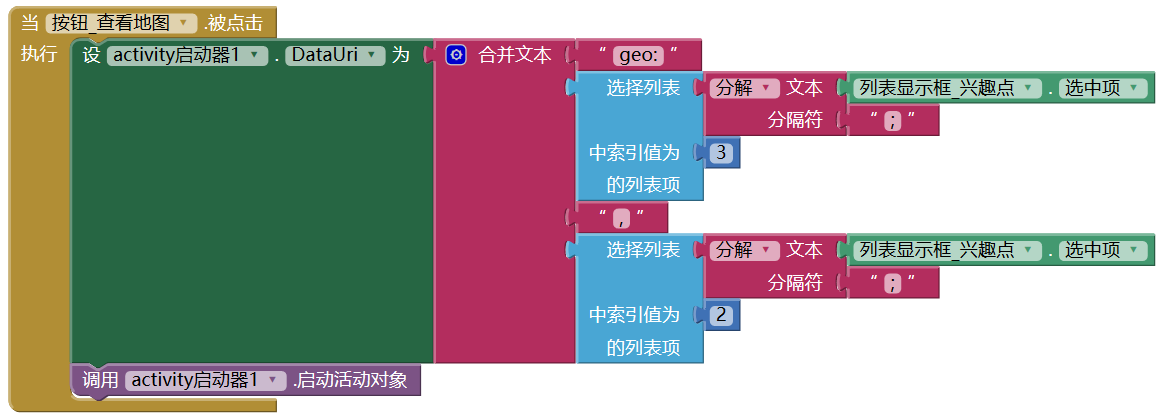 当 按钮_查看地图 .被点击
执行 设 activity启动器1 . DataUri 为 合并文本 “ geo: ”
选择列表 分解 文本 列表显示框_兴趣点 . 选中项
分隔符 “ ; ”
中索引值为 3
的列表项
“ , ”
选择列表 分解 文本 列表显示框_兴趣点 . 选中项
分隔符 “ ; ”
中索引值为 2
的列表项
调用 activity启动器1 .启动活动对象